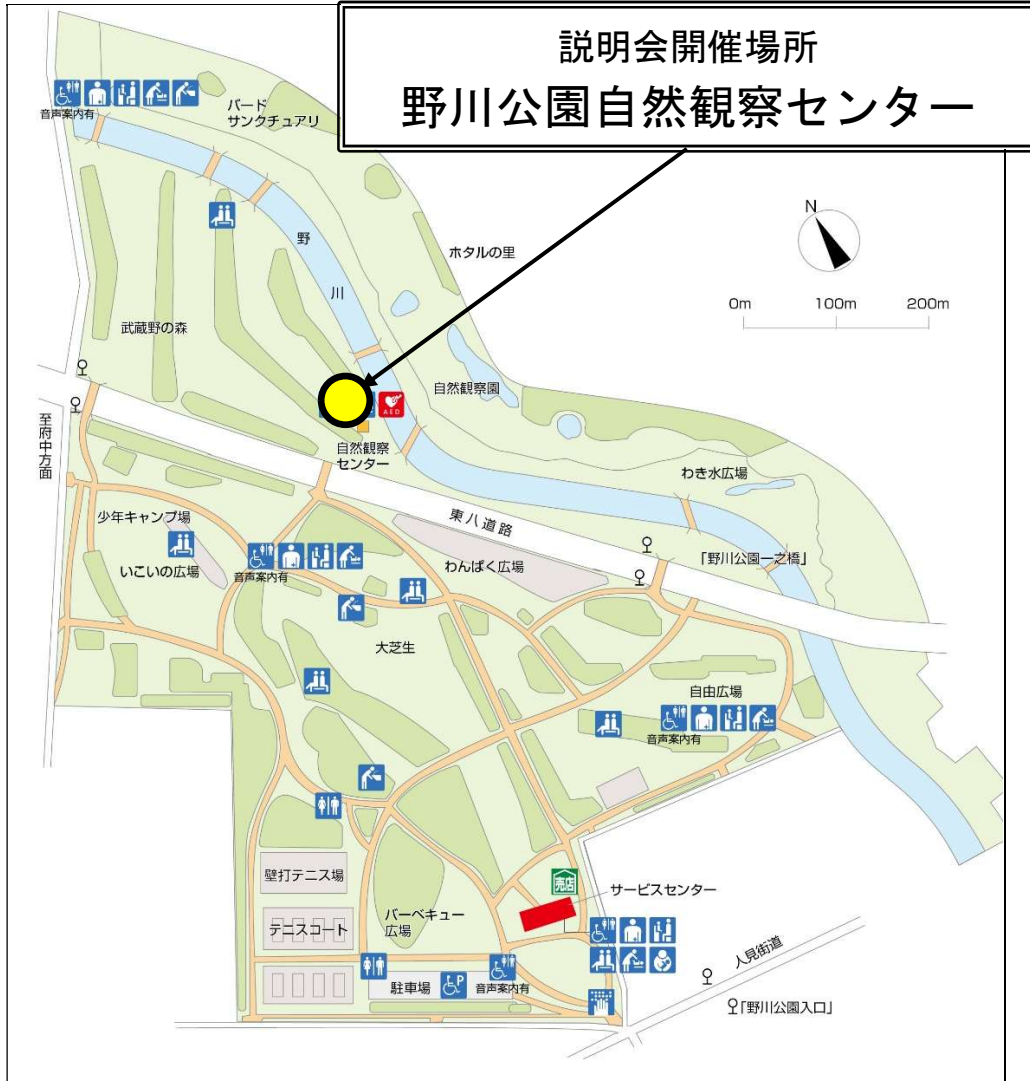 説明会開催場所
野川公園自然観察センター
音声案内有
バード
サンクチュアリ
N
野
川
ホタルの里
0m 100m 200m
武蔵野の森
自然観察園
AED
至府中方面
自然観察
センター
わき水広場
東八道路
少年キャンプ場
いこいの広場
音声案内有
わんぱく広場
「野川公園一之橋」
大芝生
自由広場
音声案内有
壁打テニス場
売店
サービスセンター
テニスコート
バーベキュー
広場
人見街道
駐車場
P
音声案内有
「野川公園入口」